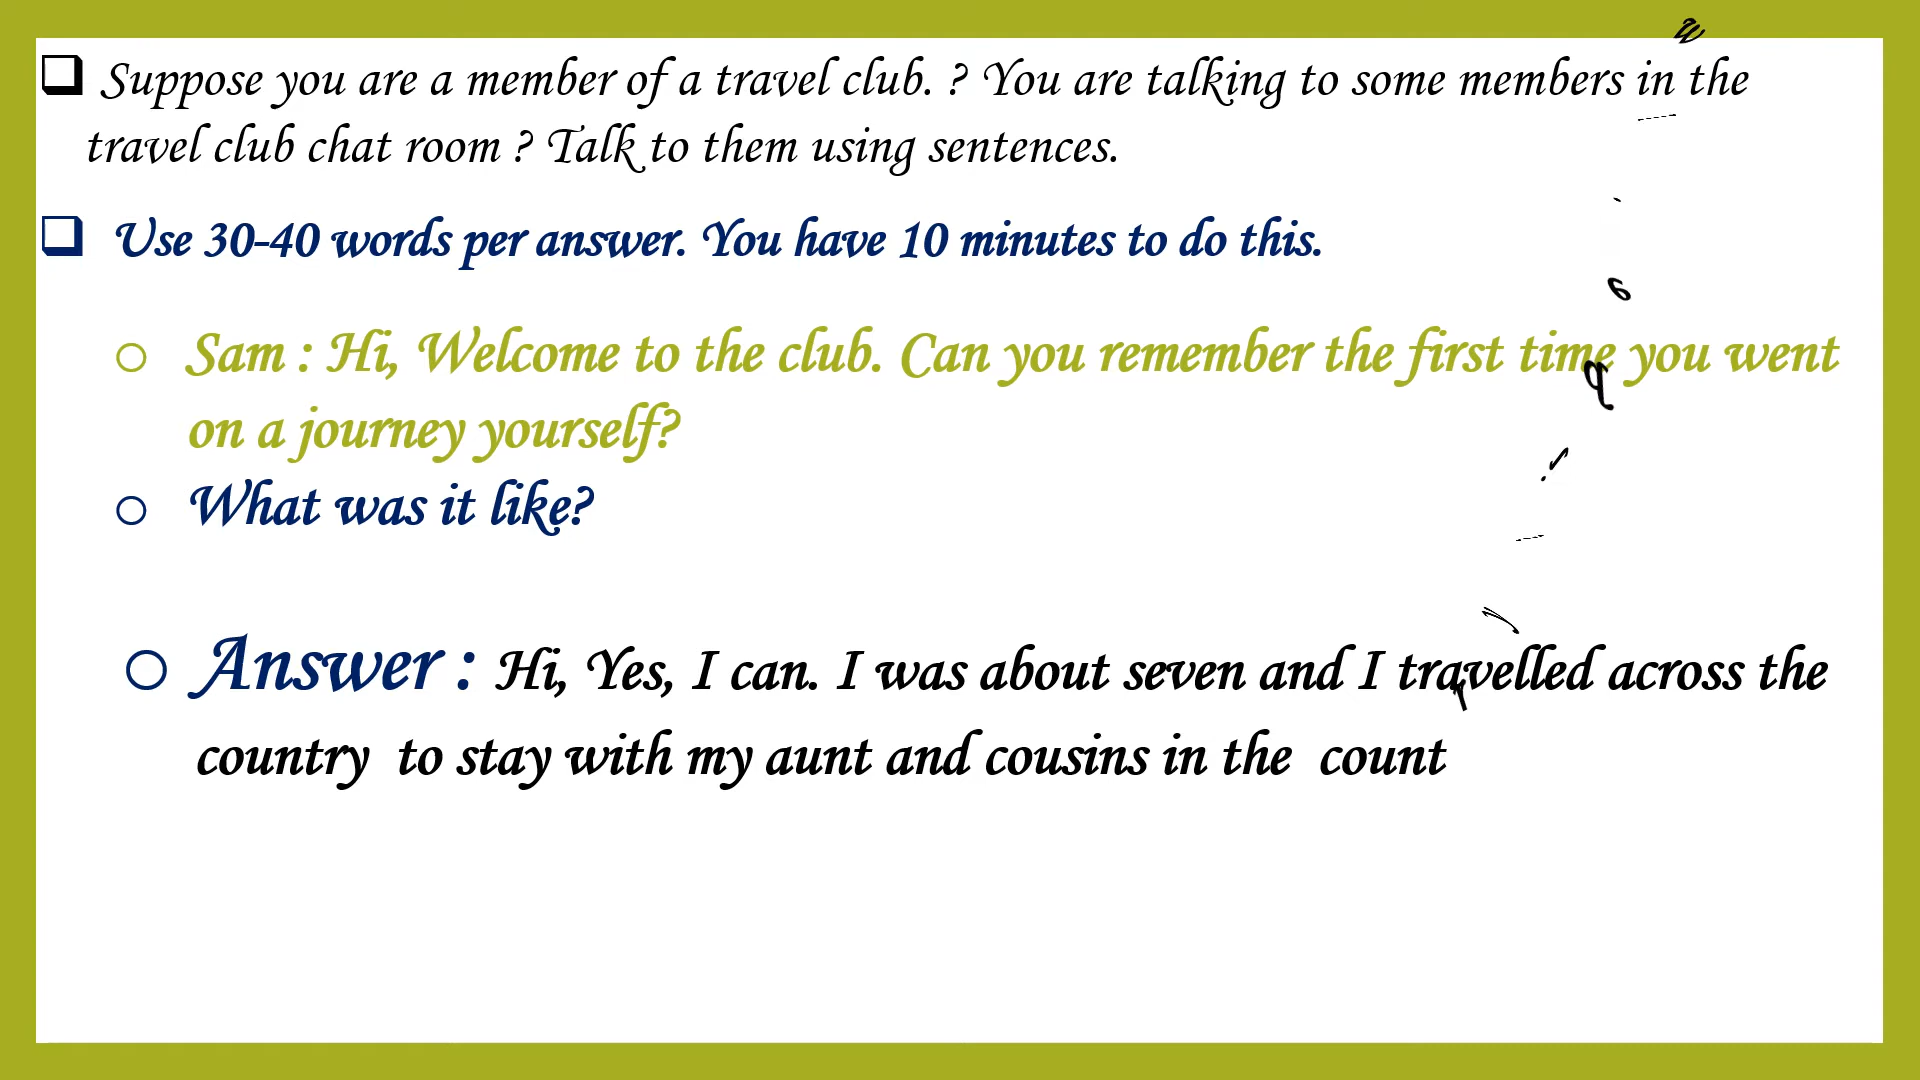 Suppose you are a member of a travel club. ? You are talking to some members in the
travel club chat room ? Talk to them using sentences.
Use 30-40 words per answer. You have 10 minutes to do this.
Sam : Hi, Welcome to the club. Can you remember the first time you went
on a journey yourself?
What was it like?
Answer : Hi, Yes, I can. I was about seven and I travelled across the
country to stay with my aunt and cousins in the count